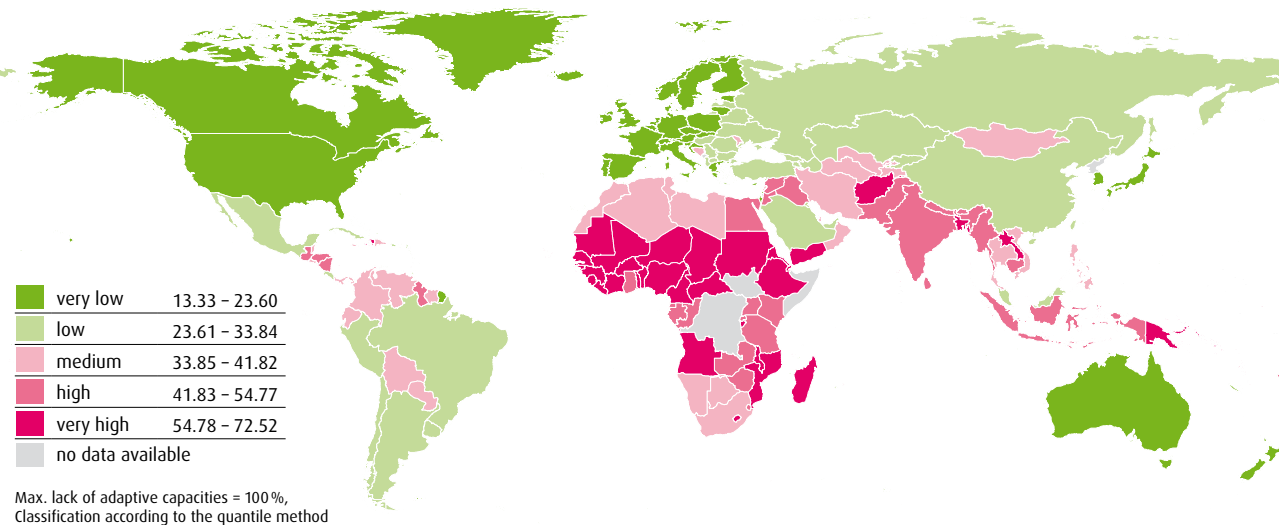 very low 13.33 – 23.60
low 23.61 – 33.84
medium 33.85 – 41.82
high 41.83 – 54.77
very high 54.78 – 72.52
no data available
Max. lack of adaptive capacities = 100 %,
Classification according to the quantile method